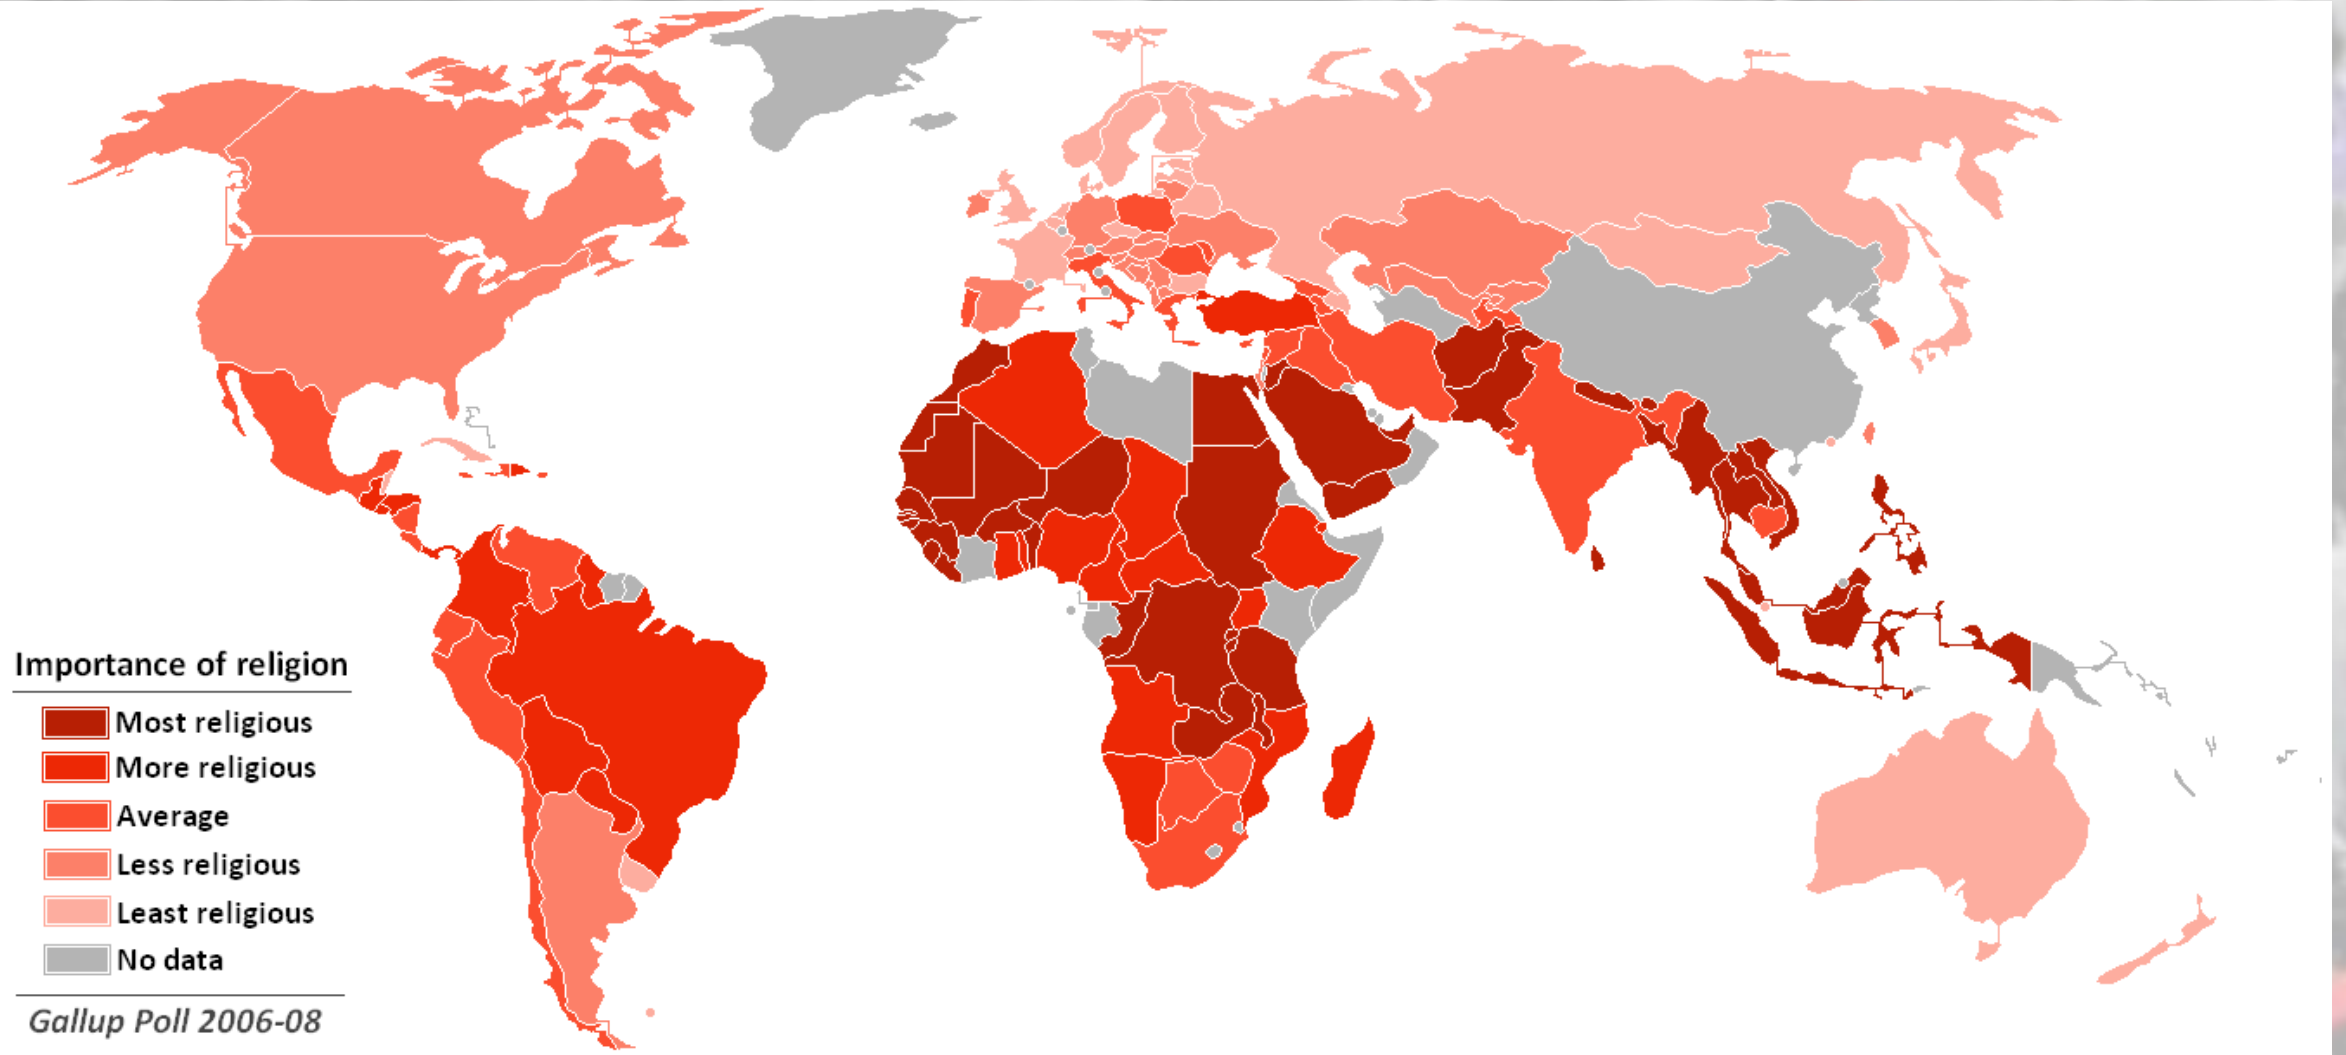 Importance of religion
Most religious
More religious
Average
Less religious
Least religious
No data
Gallup Poll 2006-08